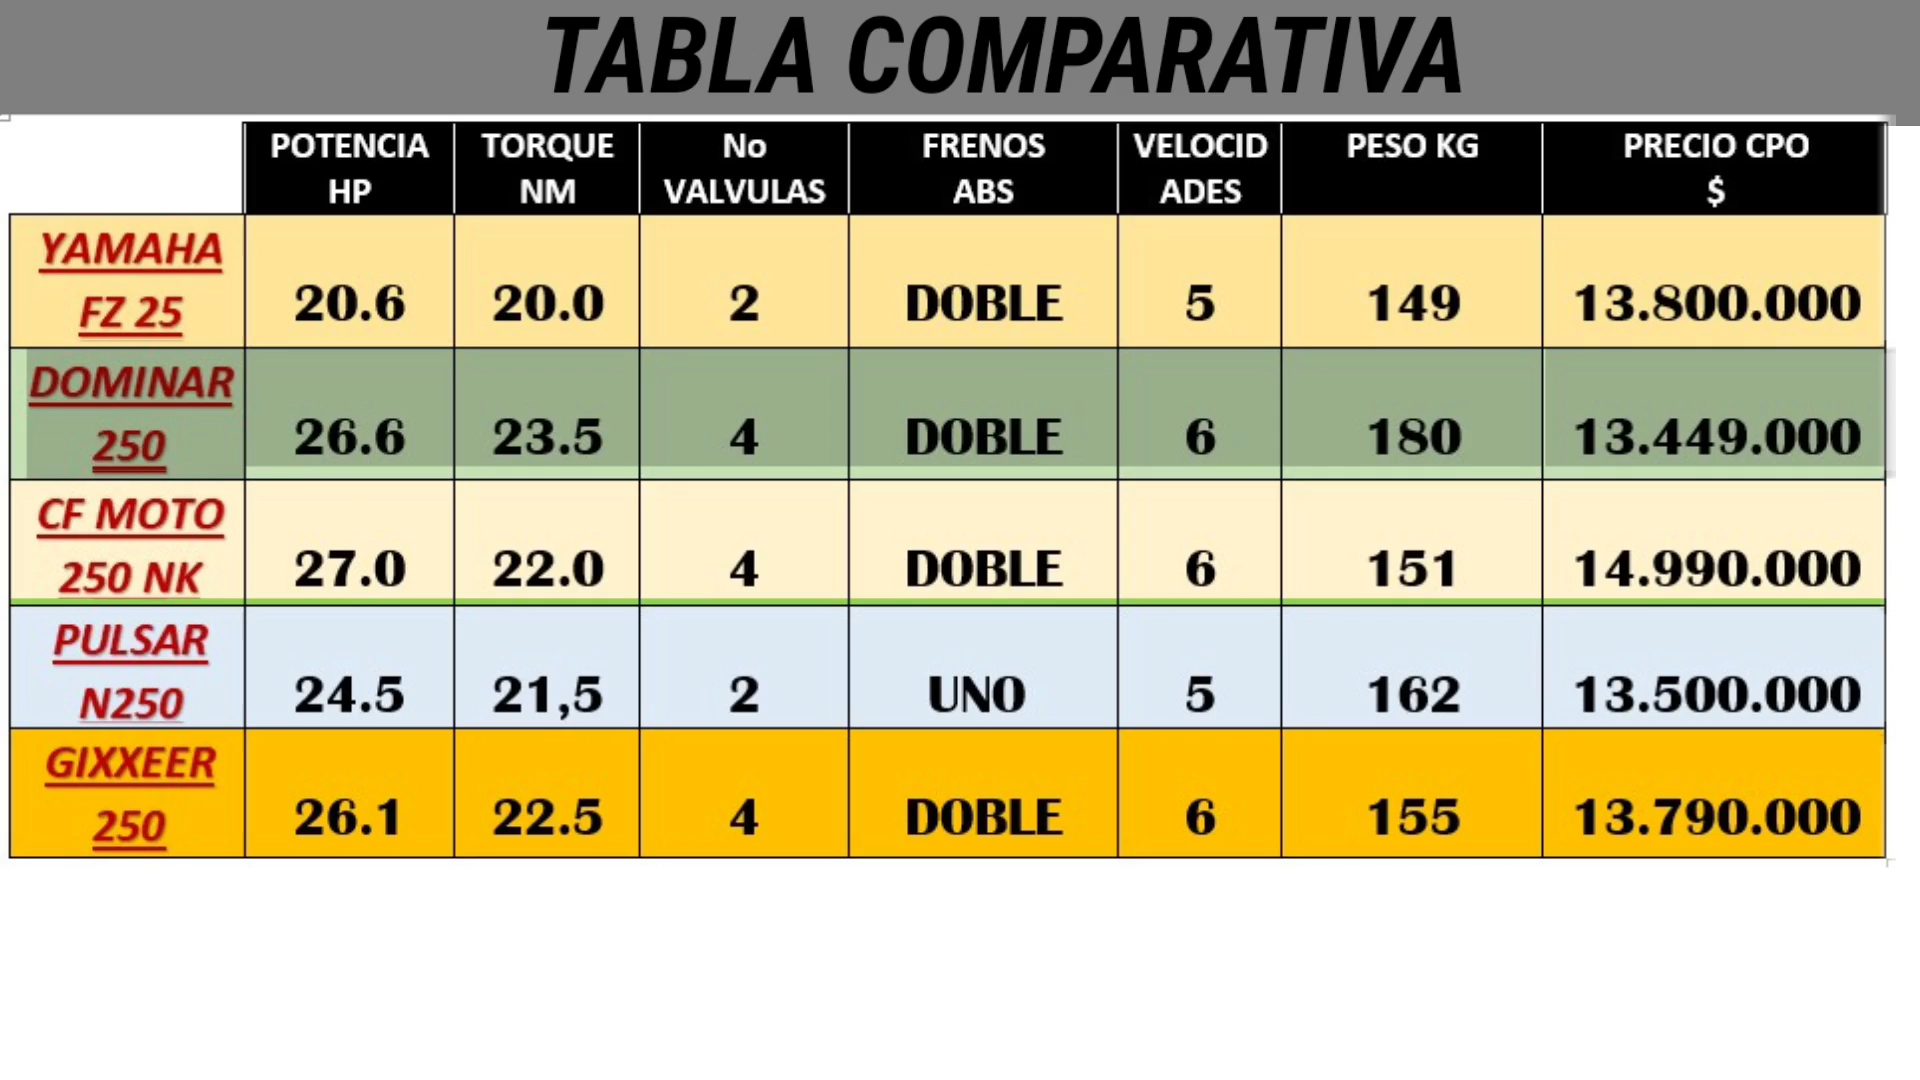 TABLA COMPARATIVA
POTENCIA HP TORQUE NM No VALVULAS FRENOS ABS VELOCID ADES PESO KG PRECIO CPO $
YAMAHA FZ 25 20.6 20.0 2 DOBLE 5 149 13.800.000
DOMINAR 250 26.6 23.5 4 DOBLE 6 180 13.449.000
CF MOTO 250 NK 27.0 22.0 4 DOBLE 6 151 14.990.000
PULSAR N250 24.5 21,5 2 UNO 5 162 13.500.000
GIXXEER 250 26.1 22.5 4 DOBLE 6 155 13.790.000